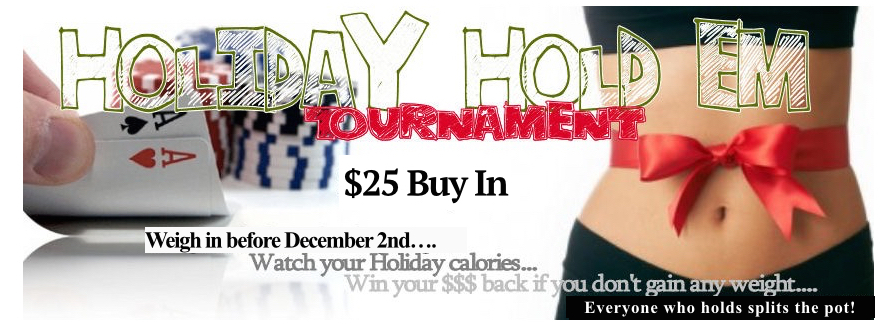 HOLIDAY HOLD EM
TOURNAMENT
A A
$25 Buy In
Weigh in before December 2nd....
Watch your Holiday calories...
Win your $$$ back if you don't gain any weight.....
Everyone who holds splits the pot!